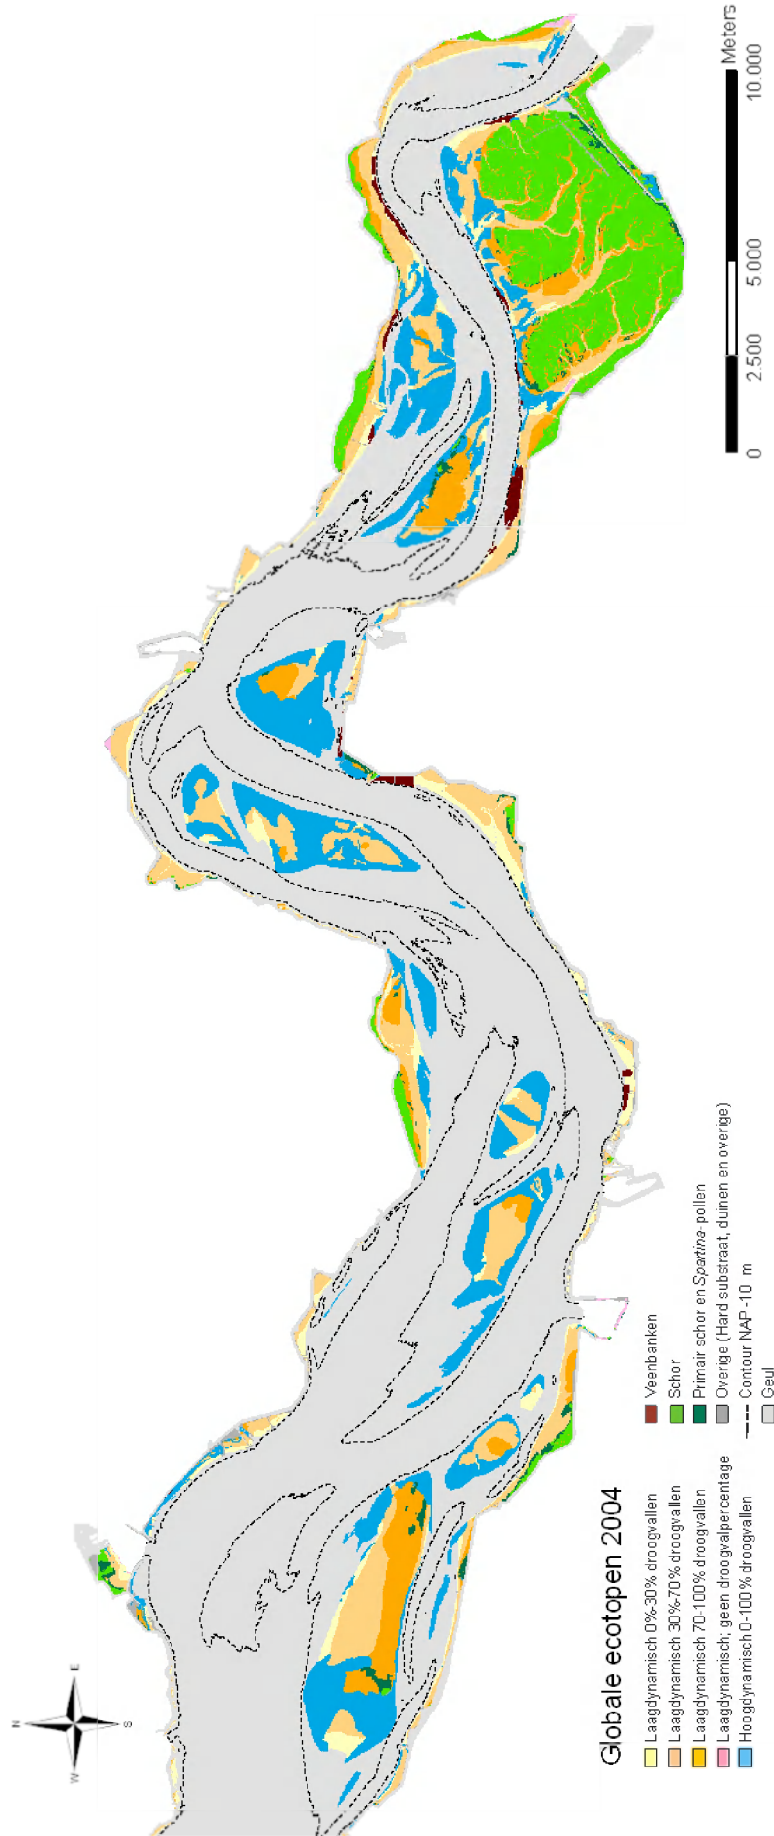 N
W
E
S
Globale ecotopen 2004
Laagdynamisch 0%-30% droogvallen
Laagdynamisch 30%-70% droogvallen
Laagdynamisch 70-100% droogvallen
Laagdynamisch; geen droogvalpercentage
Hoogdynamisch 0-100% droogvallen
Veenbanken
Schor
Primair schor en Spartina-pollen
Overige (Hard substraat, duinen en overige)
Contour NAP -10 m
Geul
0 2.500 5.000 10.000
Meters